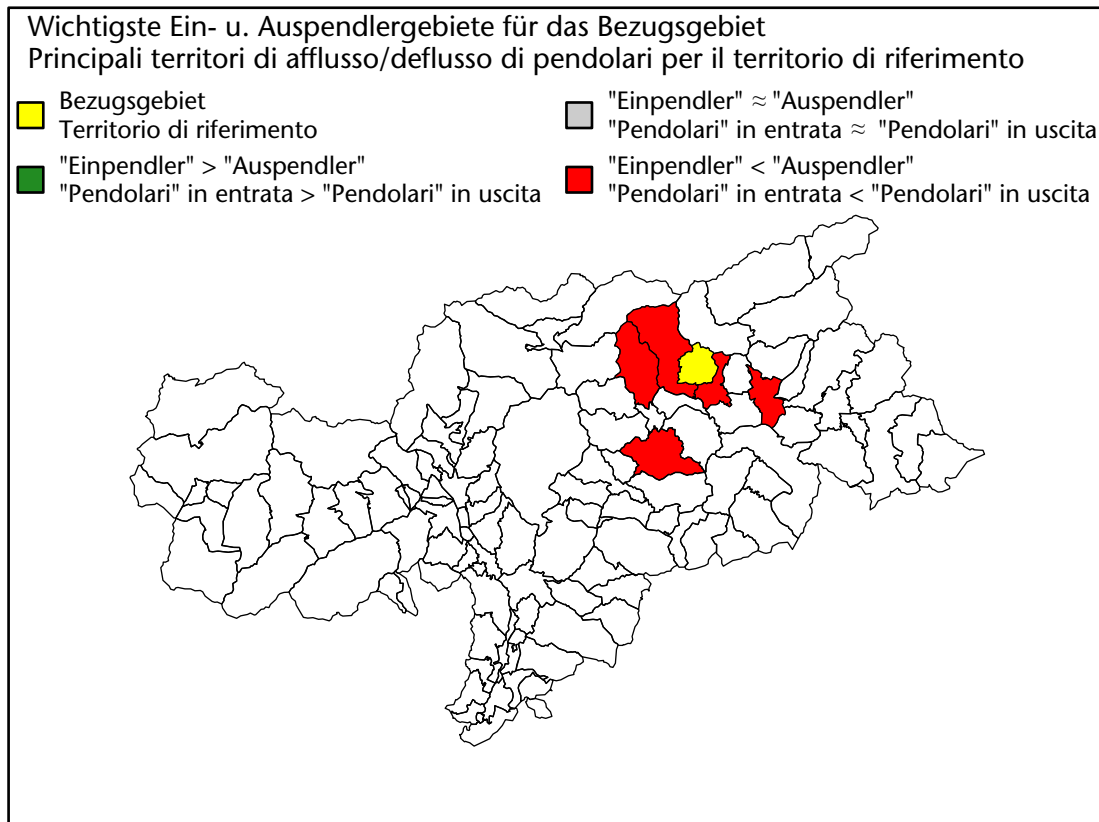 Wichtigste Ein- u. Auspendlergebiete für das Bezugsgebiet
Principali territori di afflusso/deflusso di pendolari per il territorio di riferimento
Bezugsgebiet
Territorio di riferimento
"Einpendler" ≈ "Auspendler"
"Pendolari" in entrata ≈ "Pendolari" in uscita
"Einpendler" > "Auspendler"
"Pendolari" in entrata > "Pendolari" in uscita
"Einpendler" < "Auspendler"
"Pendolari" in entrata < "Pendolari" in uscita